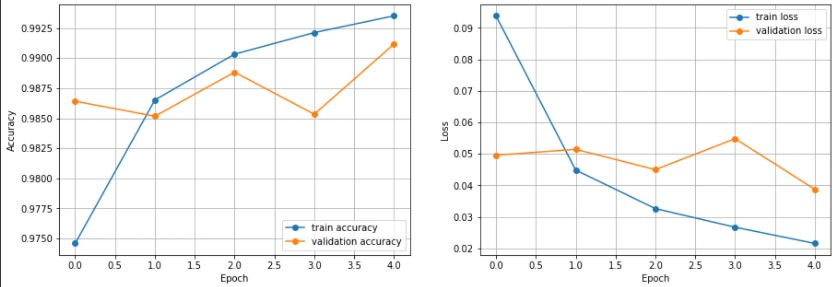 0.9925
0.9900
0.9875
0.9850
0.9825
0.9800
0.9775
0.9750
Accuracy
0.0 0.5 1.0 1.5 2.0 2.5 3.0 3.5 4.0
Epoch
train accuracy
validation accuracy
0.09
0.08
0.07
0.06
0.05
0.04
0.03
0.02
Loss
0.0 0.5 1.0 1.5 2.0 2.5 3.0 3.5 4.0
Epoch
train loss
validation loss